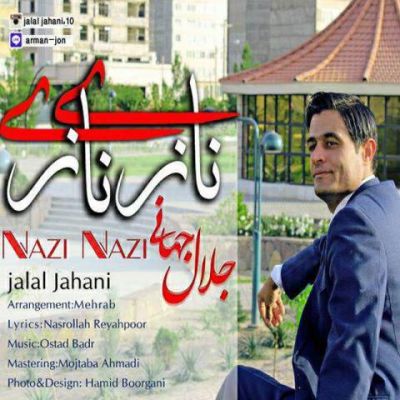 jalal jahani.10
arman-jon
نازی نازی
NAZI NAZI
جلال جهانی
jalal Jahani
Arrangement:Mehrab
Lyrics:Nasrollah Reyahpoor
Music:Ostad Badr
Mastering:Mojtaba Ahmadi
Photo&Design: Hamid Boorgani